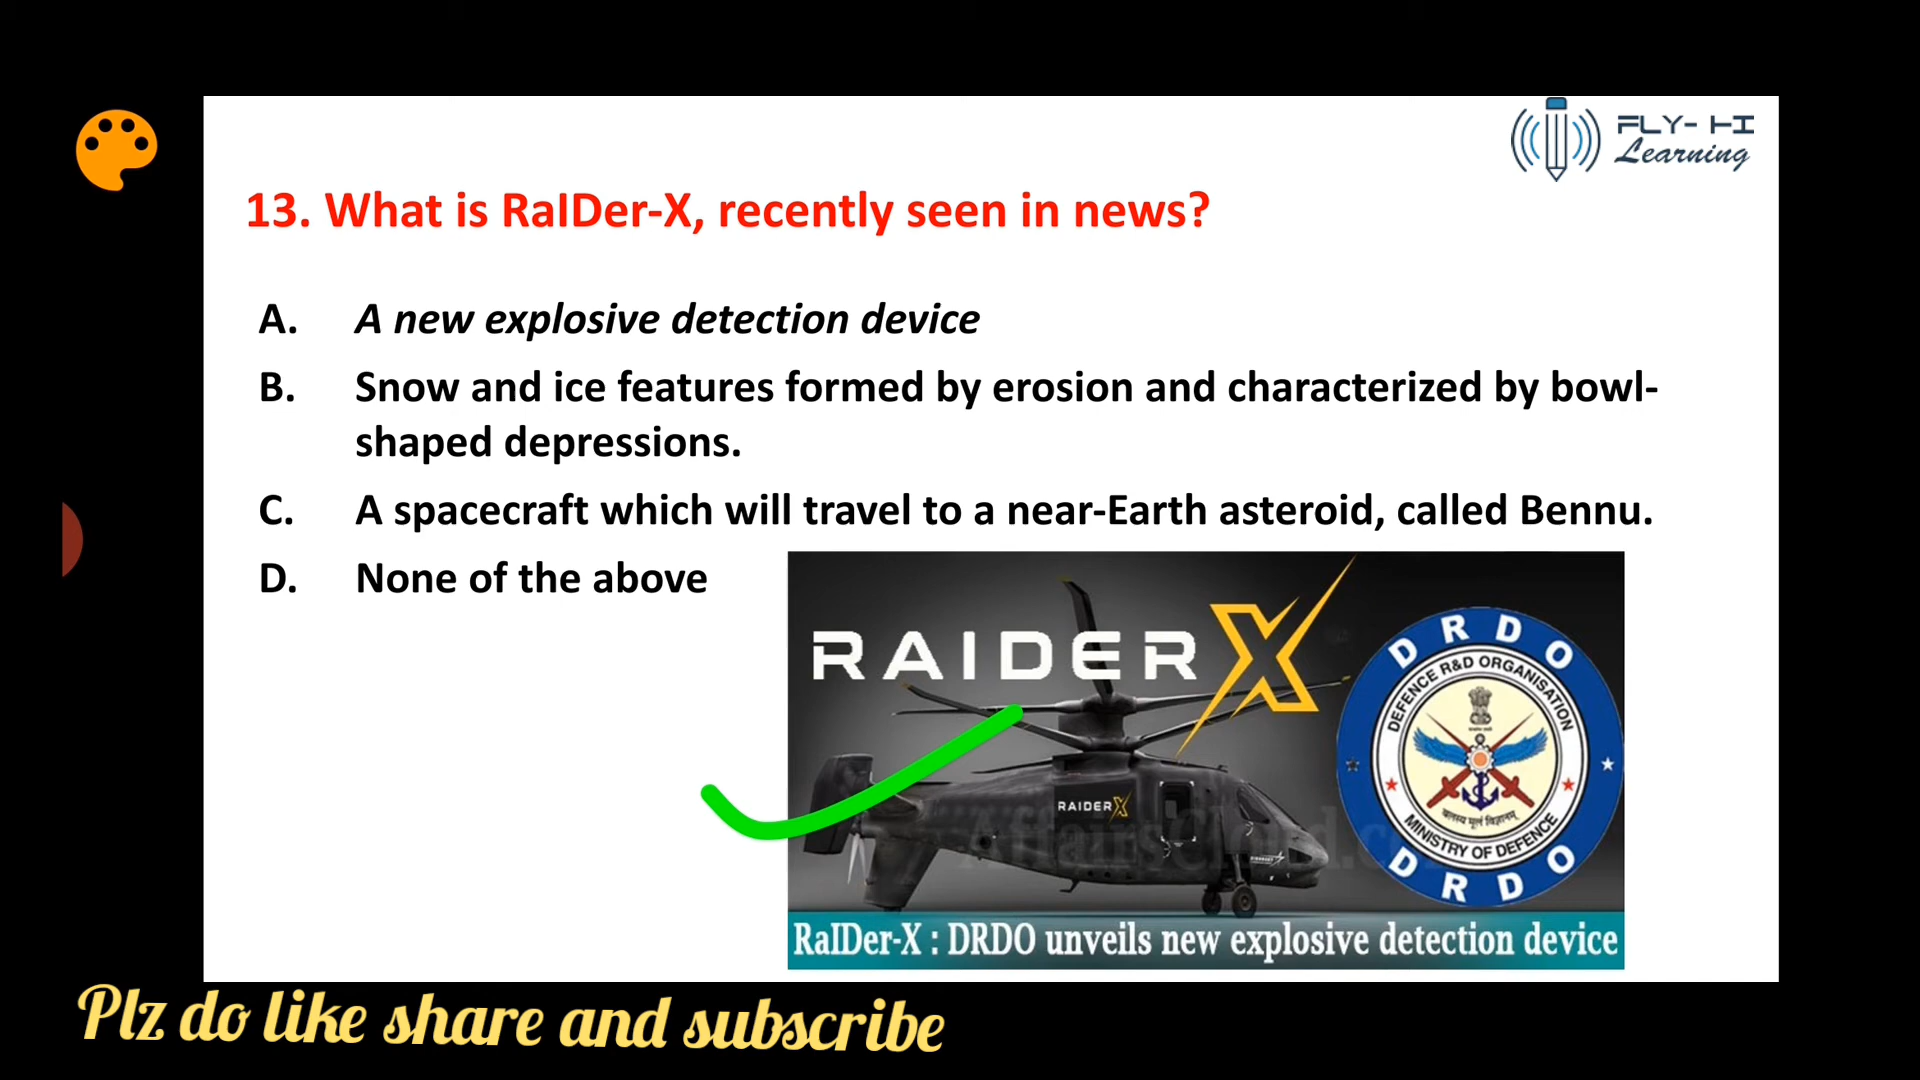 FLY-HI
Learning
13. What is RaIDer-X, recently seen in news?
A. A new explosive detection device
B. Snow and ice features formed by erosion and characterized by bowl-
shaped depressions.
C. A spacecraft which will travel to a near-Earth asteroid, called Bennu.
D. None of the above
RAIDER X
DRDO
DEFENCE R&D ORGANISATION
बलस्य मूलं विज्ञानम्
MINISTRY OF DEFENCE
DRDO
RAIDER X
AffairsCloud.c
RaIDer-X : DRDO unveils new explosive detection device
Plz do like share and subscribe